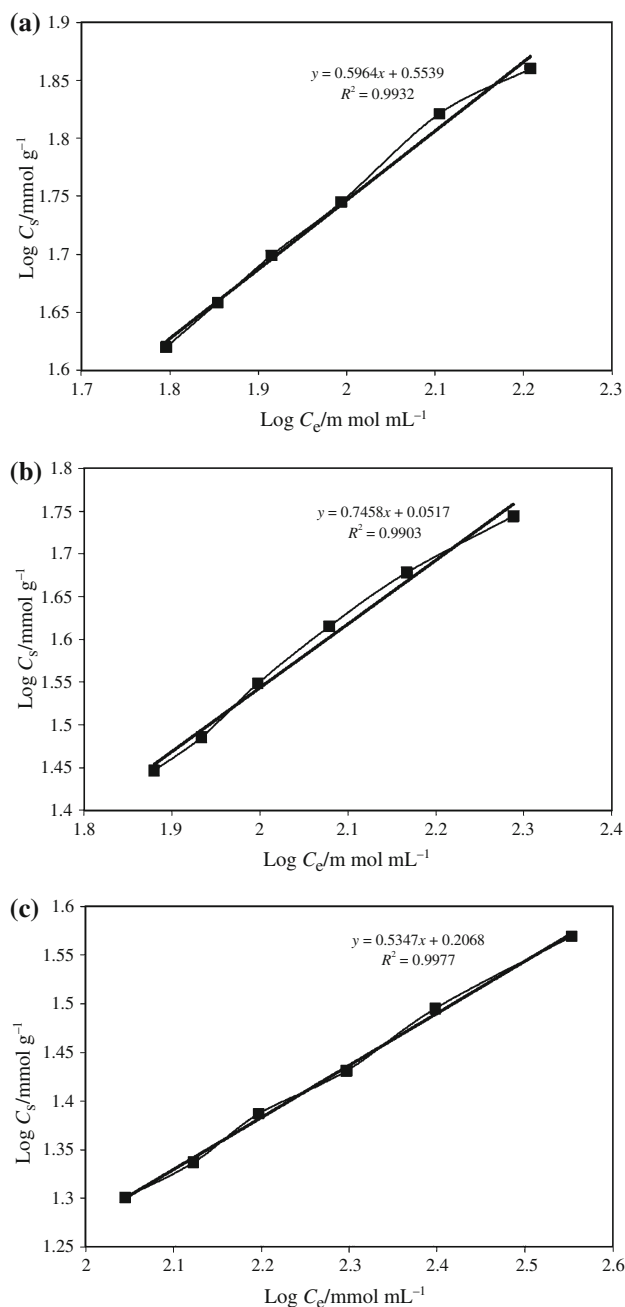 (a)
1.9
1.85
1.8
1.75
1.7
1.65
1.6
Log Cs/mmol g−1
y = 0.5964x + 0.5539
R2 = 0.9932
1.7 1.8 1.9 2 2.1 2.2 2.3
Log Ce/m mol mL−1
(b)
1.8
1.75
1.7
1.65
1.6
1.55
1.5
1.45
1.4
Log Cs/mmol g−1
y = 0.7458x + 0.0517
R2 = 0.9903
1.8 1.9 2 2.1 2.2 2.3 2.4
Log Ce/m mol mL−1
(c)
1.6
1.55
1.5
1.45
1.4
1.35
1.3
1.25
Log Cs/mmol g−1
y = 0.5347x + 0.2068
R2 = 0.9977
2 2.1 2.2 2.3 2.4 2.5 2.6
Log Ce/mmol mL−1